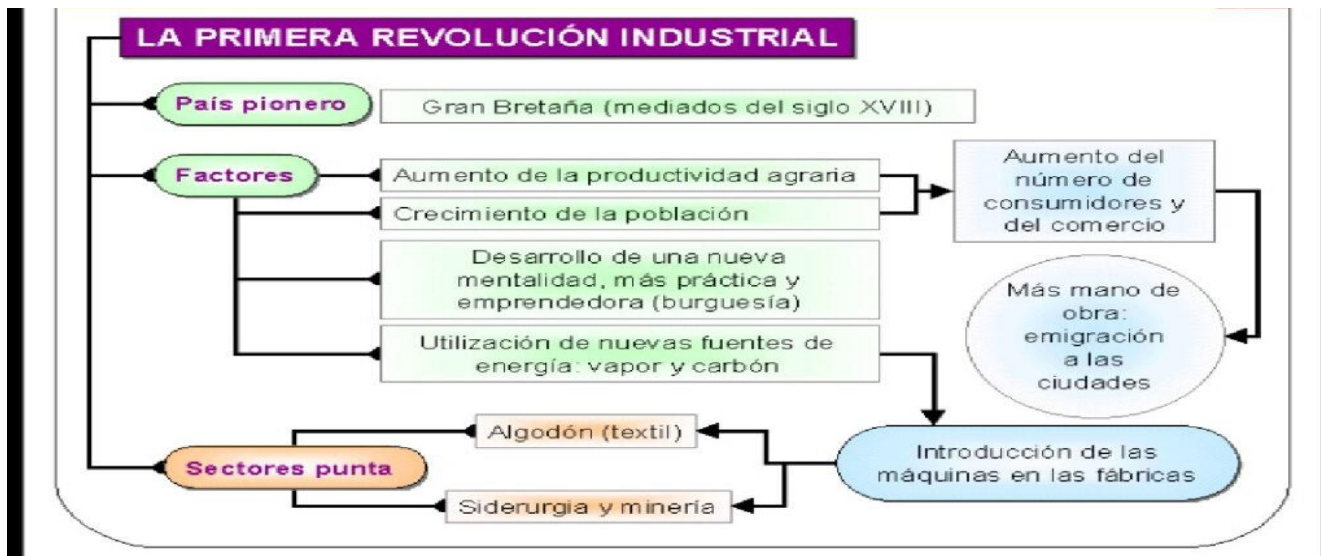 LA PRIMERA REVOLUCIÓN INDUSTRIAL
País pionero
Gran Bretaña (mediados del siglo XVIII)
Factores
Aumento de la productividad agraria
Crecimiento de la población
Desarrollo de una nueva
mentalidad, más práctica y
emprendedora (burguesía)
Utilización de nuevas fuentes de
energía: vapor y carbón
Aumento del
número de
consumidores y
del comercio
Más mano de
obra:
emigración
a las
ciudades
Sectores punta
Algodón (textil)
Siderurgia y minería
Introducción de las
máquinas en las fábricas